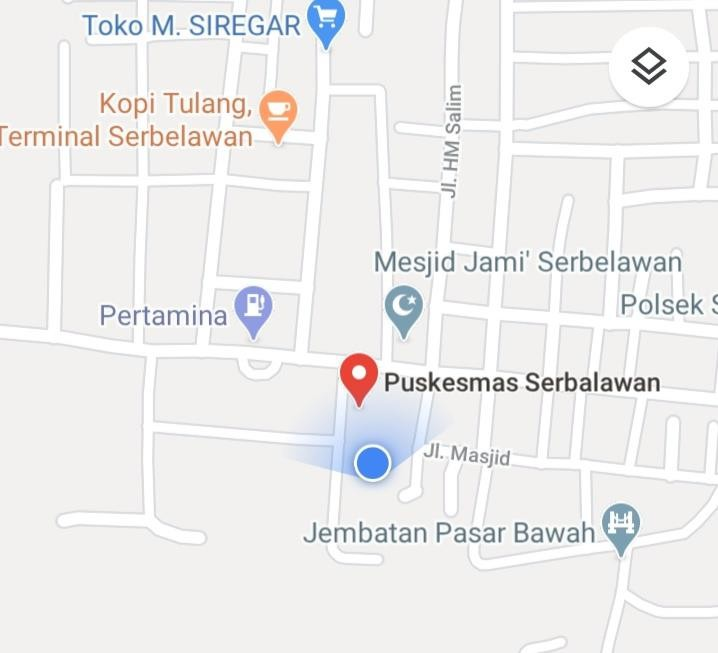 Toko M. SIREGAR
Kopi Tulang,
Terminal Serbelawan
Jl. HM Salim
Mesjid Jami' Serbelawan
Pertamina
Polsek S
Puskesmas Serbalawan
Jl. Masjid
Jembatan Pasar Bawah